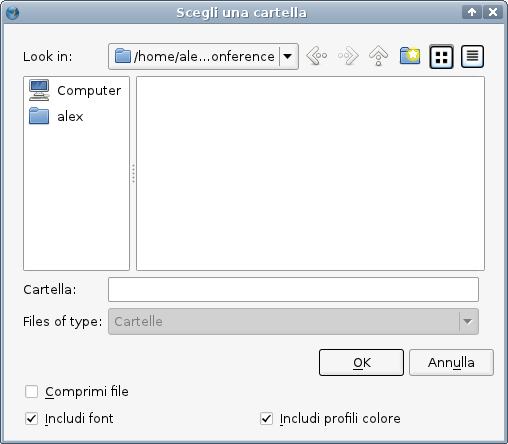 Scegli una cartella
Look in: /home/ale...onference
Computer
alex
Cartella:
Files of type: Cartelle
OK Annulla
Comprimi file
Includi font Includi profili colore